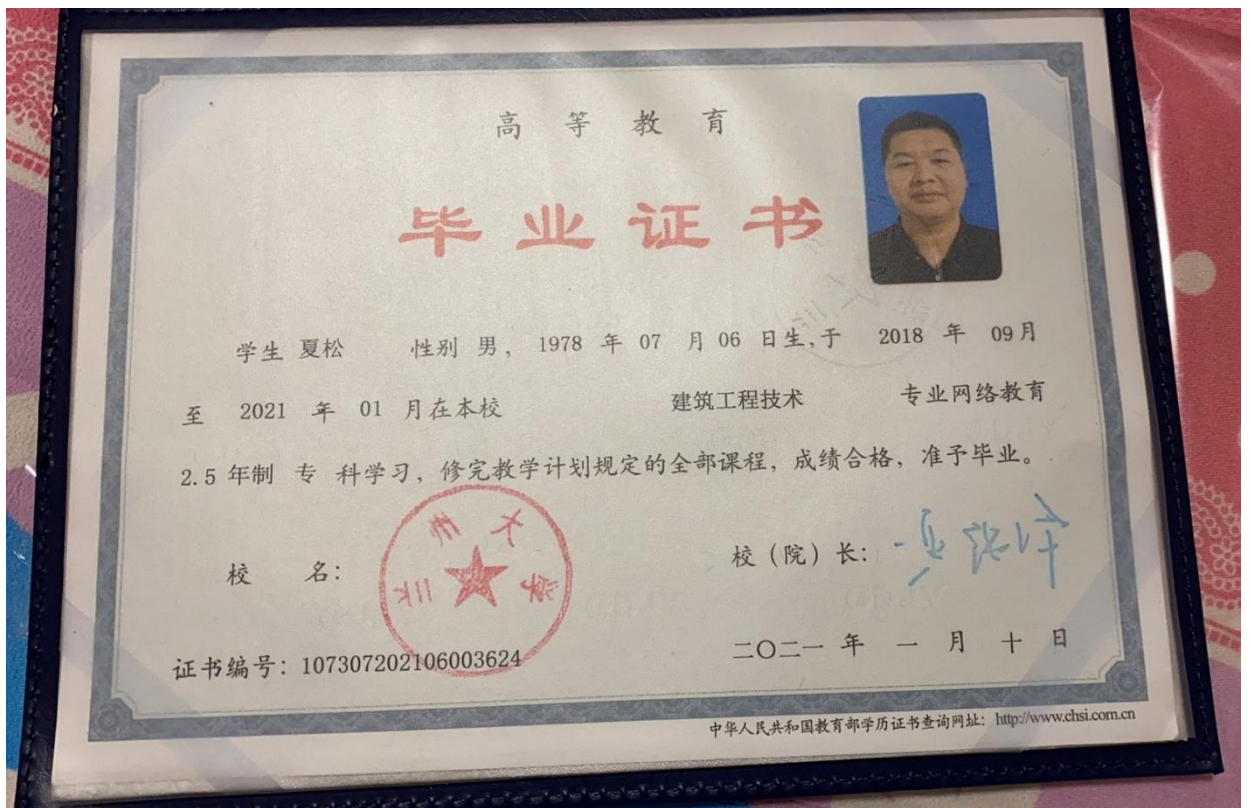 高等教育
毕业证书
学生 夏松 性别 男, 1978 年 07 月 06 日生,于 2018 年 09月
至 2021 年 01 月在本校 建筑工程技术 专业网络教育
2.5 年制 专 科学习, 修完教学计划规定的全部课程, 成绩合格, 准予毕业。
校 名:
校(院)长:
证书编号: 107307202106003624
二〇二一 年 一 月 十 日
中华人民共和国教育部学历证书查询网址: http://www.chsi.com.cn